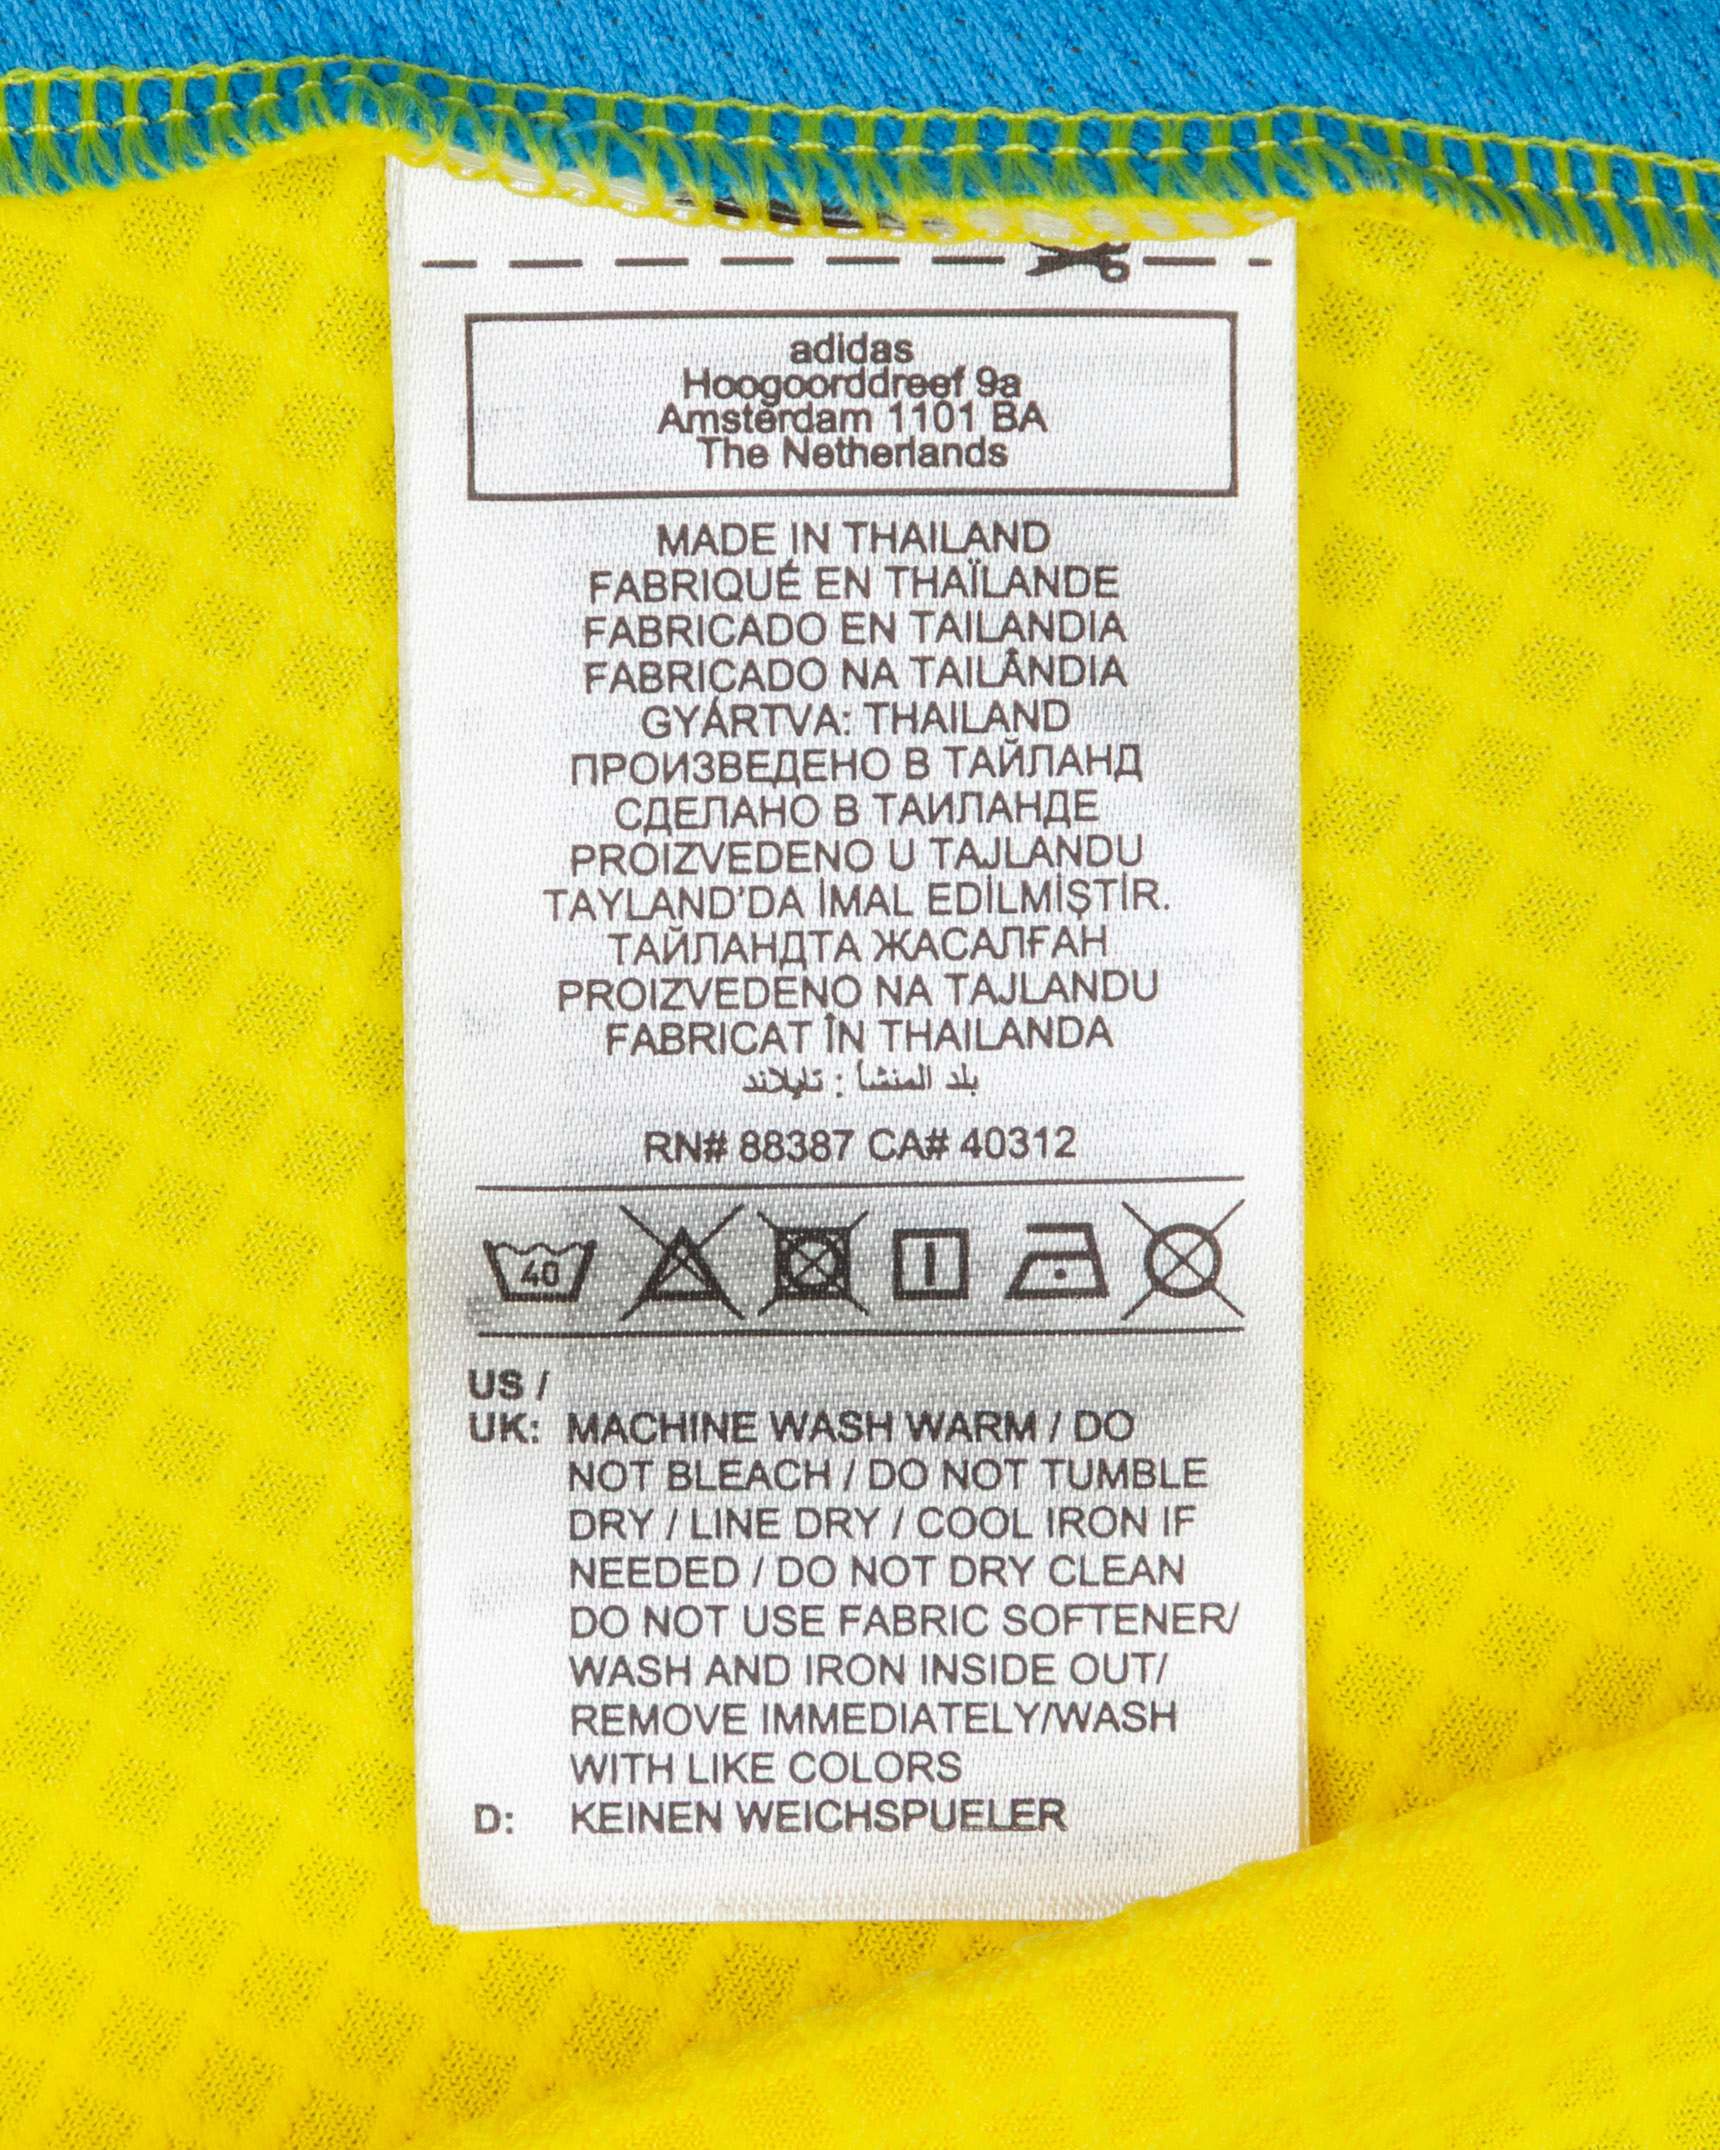 adidas
Hoogoorddreef 9a
Amsterdam 1101 BA
The Netherlands
MADE IN THAILAND
FABRIQUÉ EN THAÏLANDE
FABRICADO EN TAILANDIA
FABRICADO NA TAILÂNDIA
GYÁRTVA: THAILAND
ПРОИЗВЕДЕНО В ТАЙЛАНД
СДЕЛАНО В ТАИЛАНДЕ
PROIZVEDENO U TAJLANDU
TAYLAND'DA İMAL EDİLMİŞTİR.
ТАЙЛАНДТА ЖАСАЛҒАН
PROIZVEDENO NA TAJLANDU
FABRICAT ÎN THAILANDA
بلد المنشأ : تايلاند
RN# 88387 CA# 40312
40
US /
UK: MACHINE WASH WARM / DO
NOT BLEACH / DO NOT TUMBLE
DRY / LINE DRY / COOL IRON IF
NEEDED / DO NOT DRY CLEAN
DO NOT USE FABRIC SOFTENER/
WASH AND IRON INSIDE OUT/
REMOVE IMMEDIATELY/WASH
WITH LIKE COLORS
D: KEINEN WEICHSPUELER